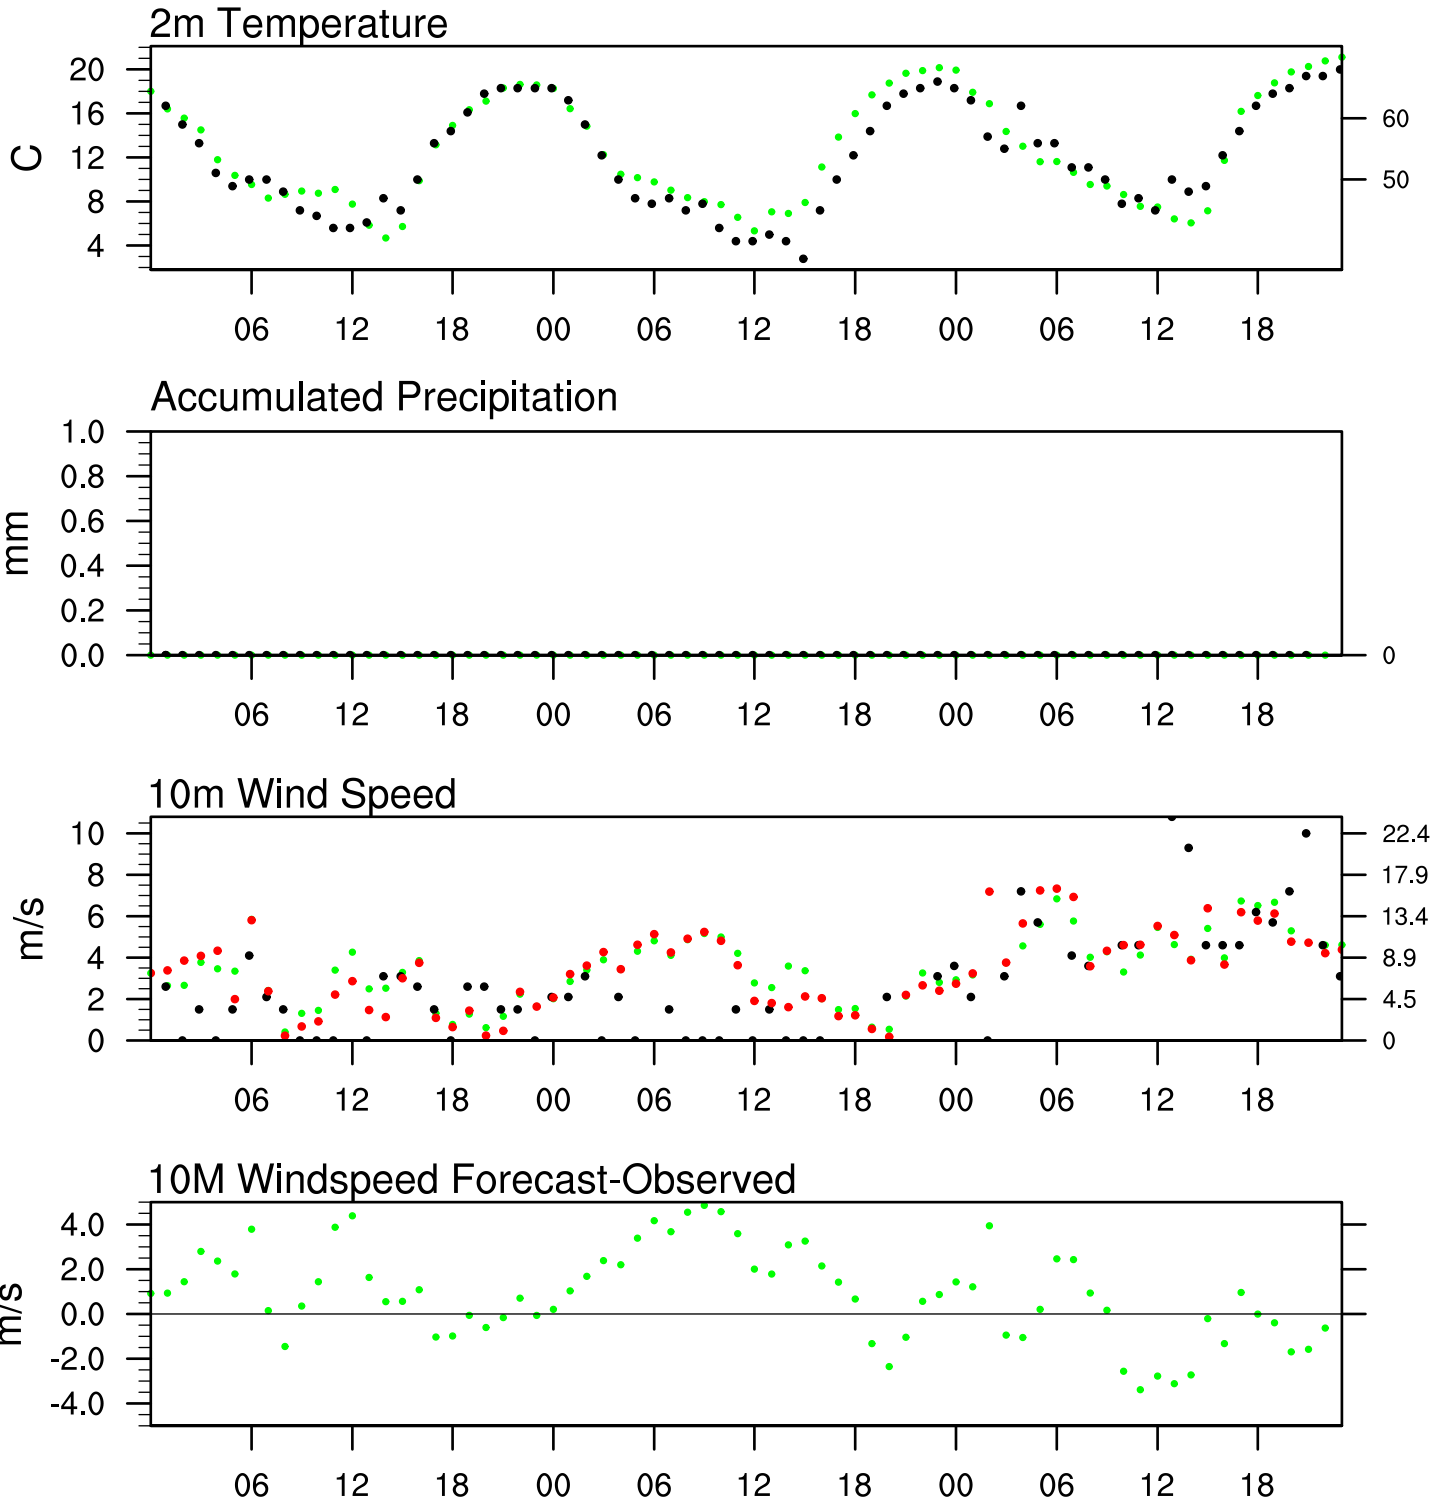 2m Temperature
20
16
12
8
4
C
60
50
06 12 18 00 06 12 18 00 06 12 18
Accumulated Precipitation
1.0
0.8
0.6
0.4
0.2
0.0
mm
0
06 12 18 00 06 12 18 00 06 12 18
10m Wind Speed
10
8
6
4
2
0
m/s
22.4
17.9
13.4
8.9
4.5
0
06 12 18 00 06 12 18 00 06 12 18
10M Windspeed Forecast-Observed
4.0
2.0
0.0
-2.0
-4.0
m/s
06 12 18 00 06 12 18 00 06 12 18